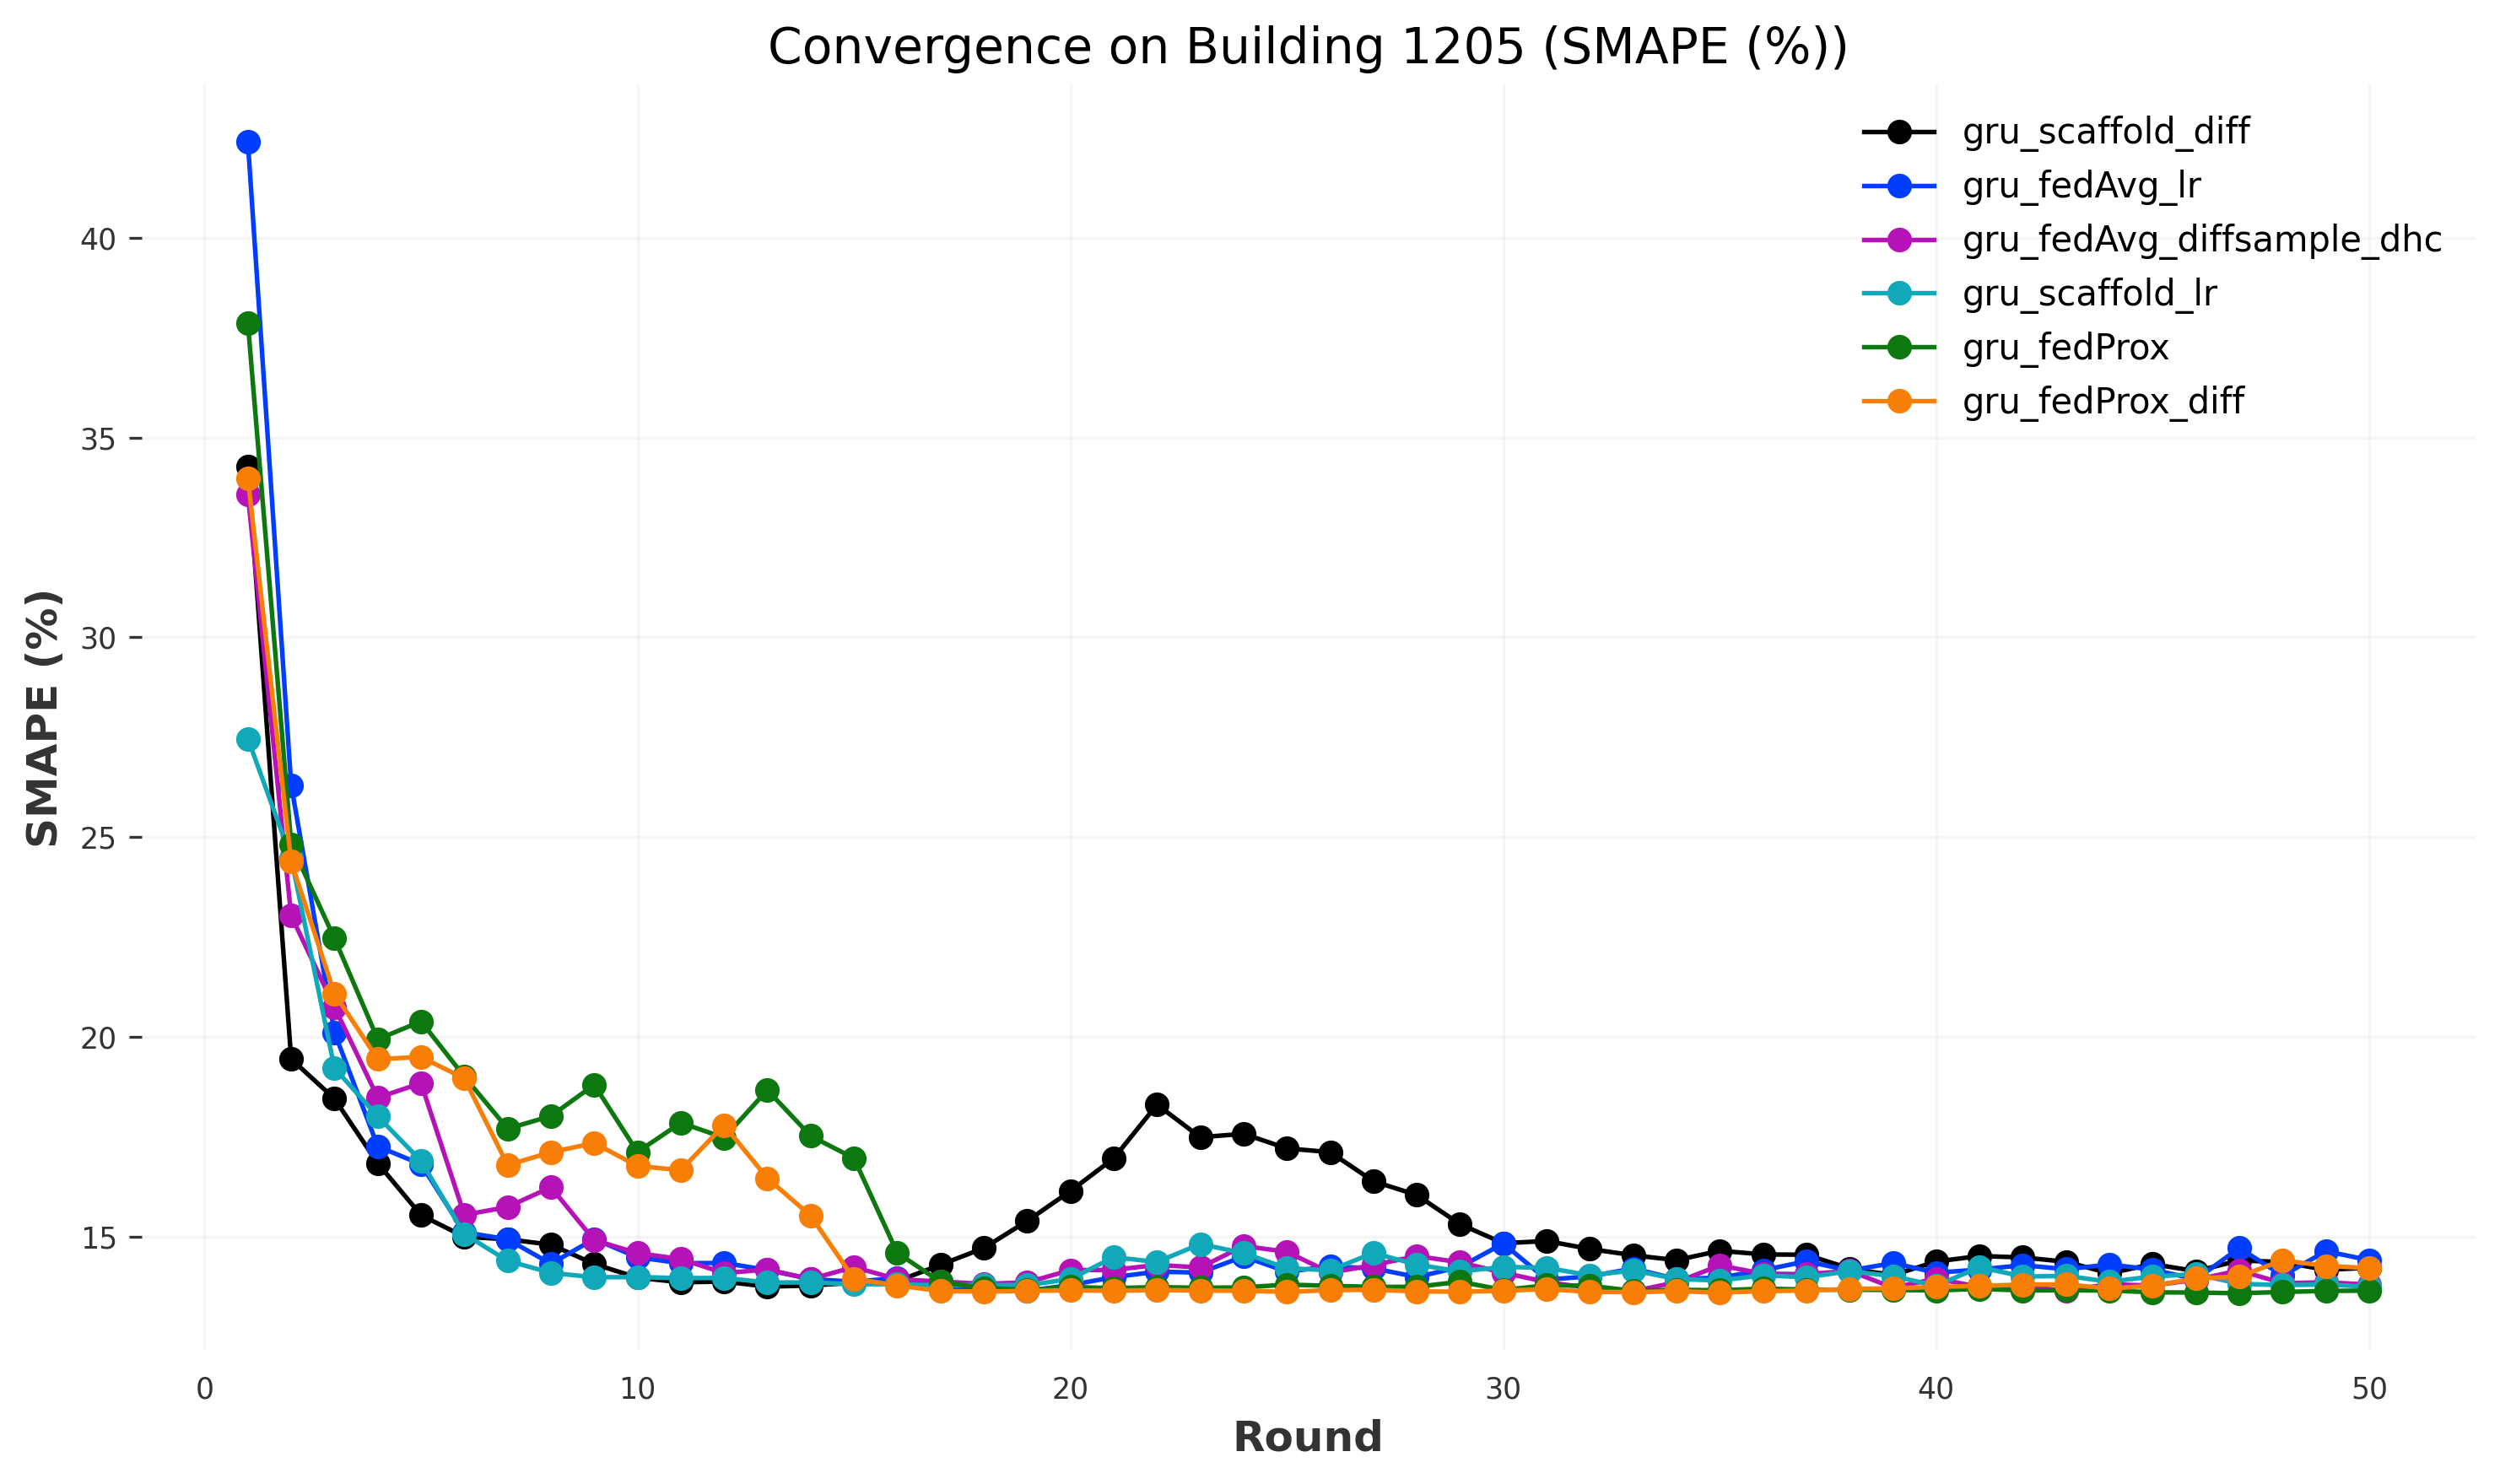 Convergence on Building 1205 (SMAPE (%))
gru_scaffold_diff
gru_fedAvg_lr
gru_fedAvg_diffsample_dhc
gru_scaffold_lr
gru_fedProx
gru_fedProx_diff
SMAPE (%)
40
35
30
25
20
15
0 10 20 30 40 50
Round